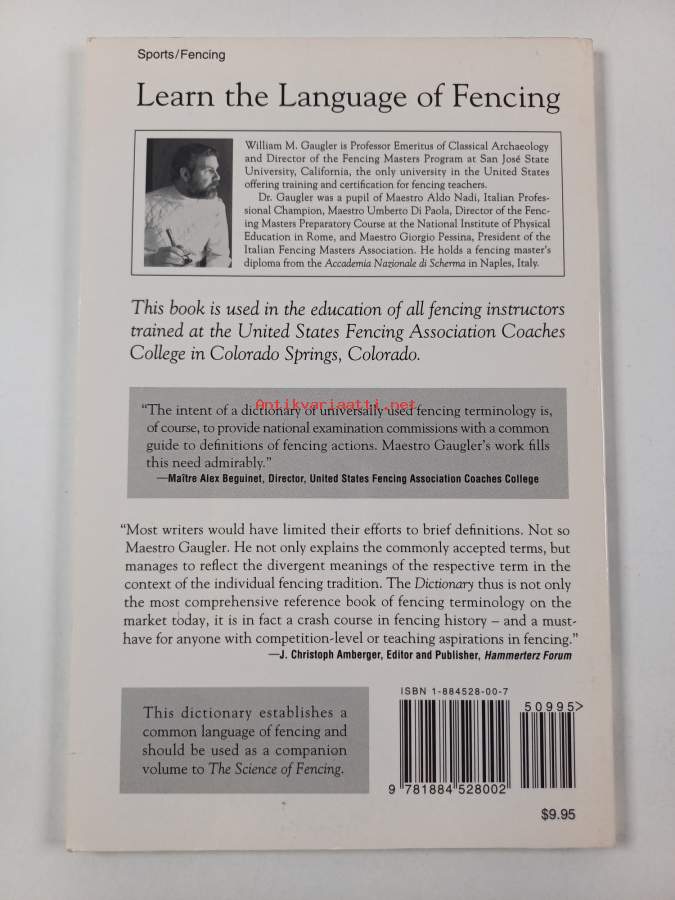 Sports/Fencing
Learn the Language of Fencing
William M. Gaugler is Professor Emeritus of Classical Archaeology
and Director of the Fencing Masters Program at San José State
University, California, the only university in the United States
offering training and certification for fencing teachers.
Dr. Gaugler was a pupil of Maestro Aldo Nadi, Italian Profes-
sional Champion, Maestro Umberto Di Paola, Director of the Fenc-
ing Masters Preparatory Course at the National Institute of Physical
Education in Rome, and Maestro Giorgio Pessina, President of the
Italian Fencing Masters Association. He holds a fencing master's
diploma from the Accademia Nazionale di Scherma in Naples, Italy.
This book is used in the education of all fencing instructors
trained at the United States Fencing Association Coaches
College in Colorado Springs, Colorado.
Antikvariaatti.net
“The intent of a dictionary of universally used fencing terminology is,
of course, to provide national examination commissions with a common
guide to definitions of fencing actions. Maestro Gaugler's work fills
this need admirably.”
—Maître Alex Beguinet, Director, United States Fencing Association Coaches College
“Most writers would have limited their efforts to brief definitions. Not so
Maestro Gaugler. He not only explains the commonly accepted terms, but
manages to reflect the divergent meanings of the respective term in the
context of the individual fencing tradition. The Dictionary thus is not only
the most comprehensive reference book of fencing terminology on the
market today, it is in fact a crash course in fencing history – and a must-
have for anyone with competition-level or teaching aspirations in fencing.”
—J. Christoph Amberger, Editor and Publisher, Hammerterz Forum
This dictionary establishes a
common language of fencing and
should be used as a companion
volume to The Science of Fencing.
ISBN 1-884528-00-7
50995>
9 781884 528002
$9.95